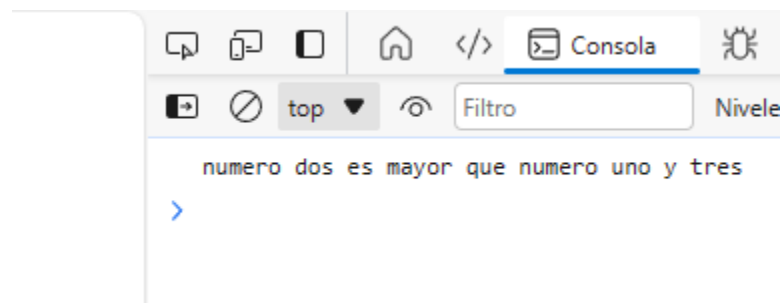 Consola
top
Filtro
Nivele
numero dos es mayor que numero uno y tres